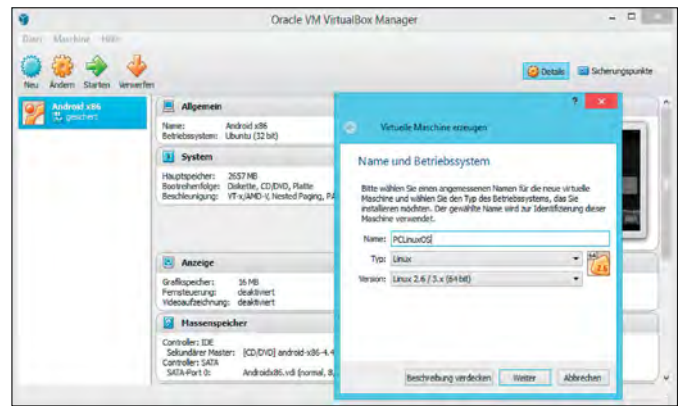 Oracle VM VirtualBox Manager
Datei Maschine Hilfe
Neu Ändern Starten Verwerfen
Details Sicherungspunkte
Android x86
gesichert
Allgemein
Name: Android x86
Betriebssystem: Ubuntu (32 bit)
System
Hauptspeicher: 2657 MB
Bootreihenfolge: Diskette, CD/DVD, Platte
Beschleunigung: VT-x/AMD-V, Nested Paging, PA
Anzeige
Grafikspeicher: 16 MB
Fernsteuerung: deaktiviert
Videoaufzeichnung: deaktiviert
Massenspeicher
Controller: IDE
Sekundärer Master: [CD/DVD] android-x86-4.4
Controller: SATA
SATA-Port 0: Androidx86.vdi (normal, 8,
?
Virtuelle Maschine erzeugen
Name und Betriebssystem
Bitte wählen Sie einen angemessenen Namen für die neue virtuelle
Maschine und wählen Sie den Typ des Betriebssystems, das Sie
installieren möchten. Der gewählte Name wird zur Identifizierung dieser
Maschine verwendet.
Name: PCLinuxOS
Typ: Linux
Version: Linux 2.6 / 3.x (64 bit)
64
2.6
Beschreibung verdecken Weiter Abbrechen